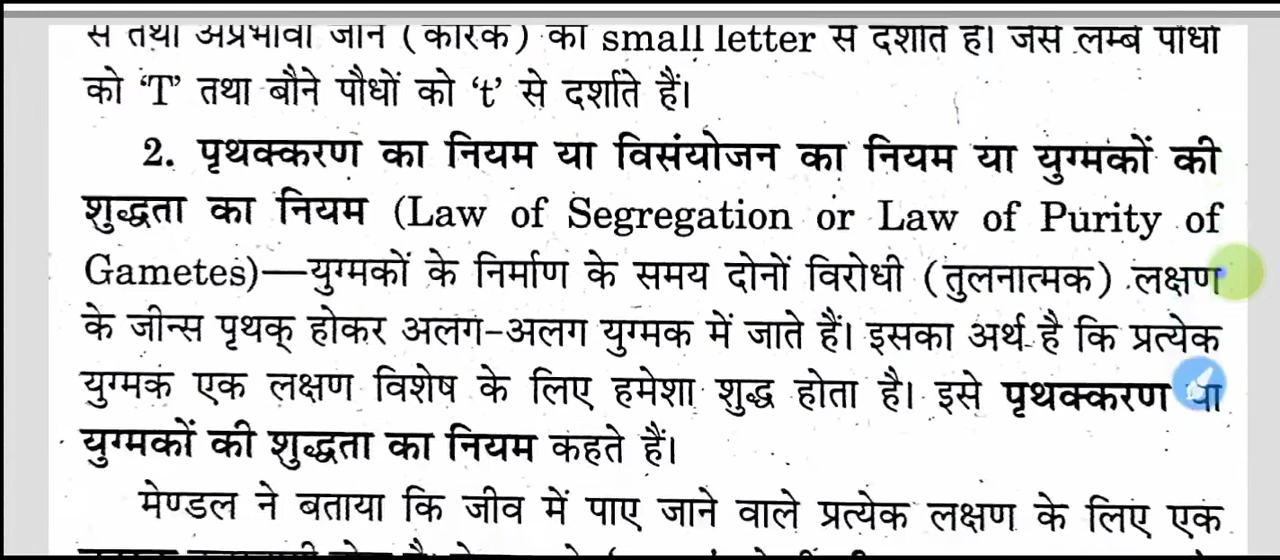 से तथा अप्रभावी जीन (कारक) को small letter से दर्शाते हैं। जैसे लम्बे पौधों
को ‘T’ तथा बौने पौधों को ‘t’ से दर्शाते हैं।
2. पृथक्करण का नियम या विसंयोजन का नियम या युग्मकों की
शुद्धता का नियम (Law of Segregation or Law of Purity of
Gametes)—युग्मकों के निर्माण के समय दोनों विरोधी (तुलनात्मक) लक्षण
के जीन्स पृथक् होकर अलग-अलग युग्मक में जाते हैं। इसका अर्थ है कि प्रत्येक
युग्मक एक लक्षण विशेष के लिए हमेशा शुद्ध होता है। इसे पृथक्करण या
युग्मकों की शुद्धता का नियम कहते हैं।
मेण्डल ने बताया कि जीव में पाए जाने वाले प्रत्येक लक्षण के लिए एक